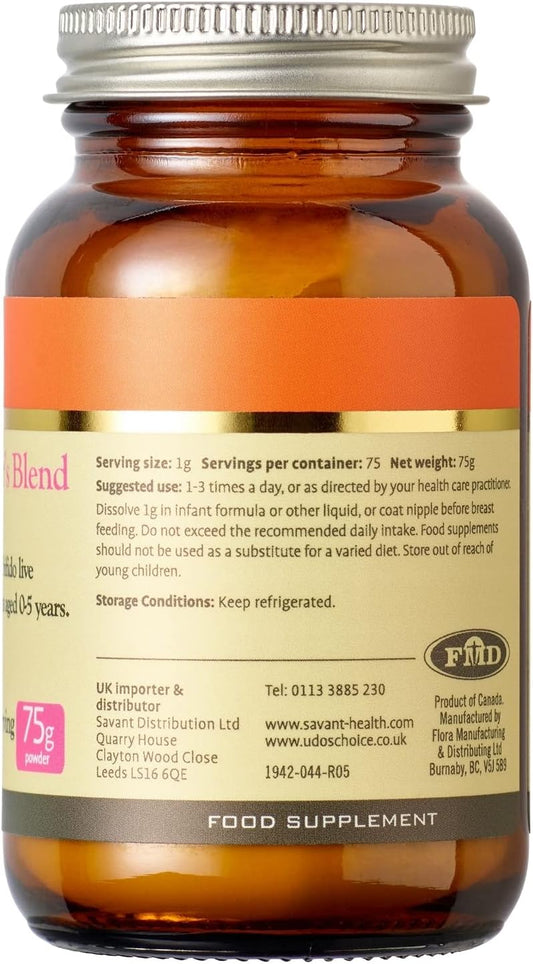 's Blend
live
aged 0-5 years.
75g
powder
Serving size: 1g Servings per container: 75 Net weight: 75g
Suggested use: 1-3 times a day, or as directed by your health care practitioner.
Dissolve 1g in infant formula or other liquid, or coat nipple before breast
feeding. Do not exceed the recommended daily intake. Food supplements
should not be used as a substitute for a varied diet. Store out of reach of
young children.
Storage Conditions: Keep refrigerated.
UK importer &
distributor
Savant Distribution Ltd
Quarry House
Clayton Wood Close
Leeds LS16 6QE
Tel: 0113 3885 230
www.savant-health.com
www.udoschoice.co.uk
1942-044-R05
FMD
Product of Canada.
Manufactured by
Flora Manufacturing
& Distributing Ltd
Burnaby, BC, V5J 5B9
FOOD SUPPLEMENT